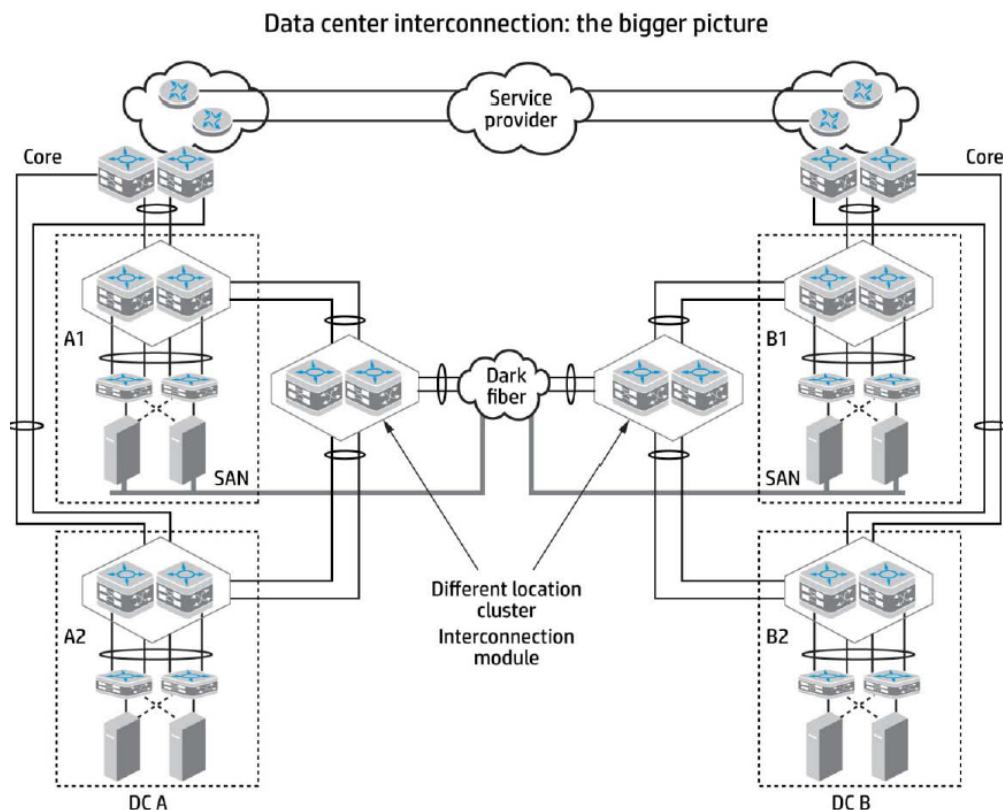 Data center interconnection: the bigger picture
Service
provider
Core
Core
A1
B1
Dark
fiber
SAN
SAN
Different location
cluster
Interconnection
module
A2
B2
DC A
DC B